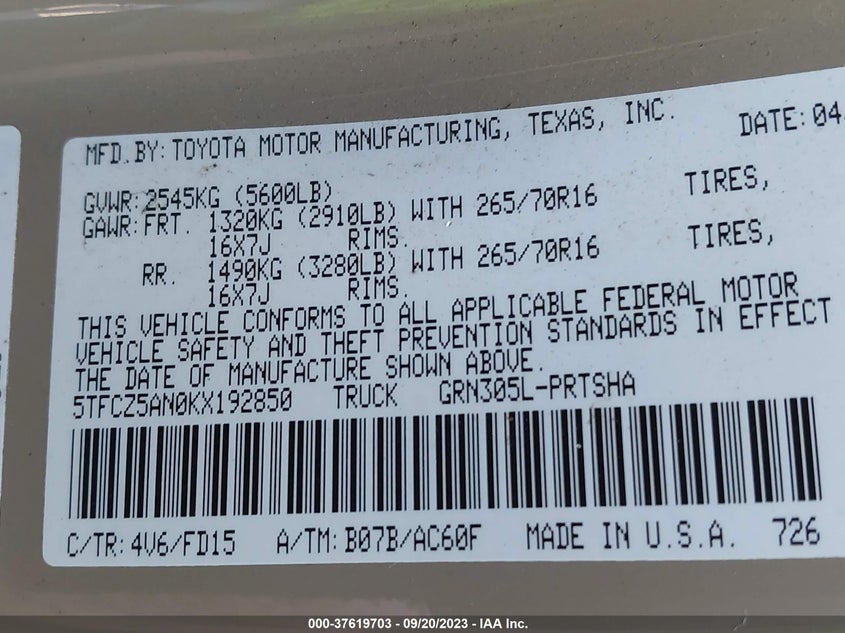 MFD.BY: TOYOTA MOTOR MANUFACTURING, TEXAS, INC. DATE: 04
GVWR: 2545KG (5600LB)
GAWR: FRT. 1320KG (2910LB) WITH 265/70R16 TIRES,
16X7J RIMS.
RR. 1490KG (3280LB) WITH 265/70R16 TIRES,
16X7J RIMS.
THIS VEHICLE CONFORMS TO ALL APPLICABLE FEDERAL MOTOR
VEHICLE SAFETY AND THEFT PREVENTION STANDARDS IN EFFECT
THE DATE OF MANUFACTURE SHOWN ABOVE.
5TFCZ5AN0KX192850 TRUCK GRN305L-PRTSHA
C/TR: 4V6/FD15 A/TM: B07B/AC60F MADE IN U.S.A. 726
000-37619703 - 09/20/2023 - IAA Inc.